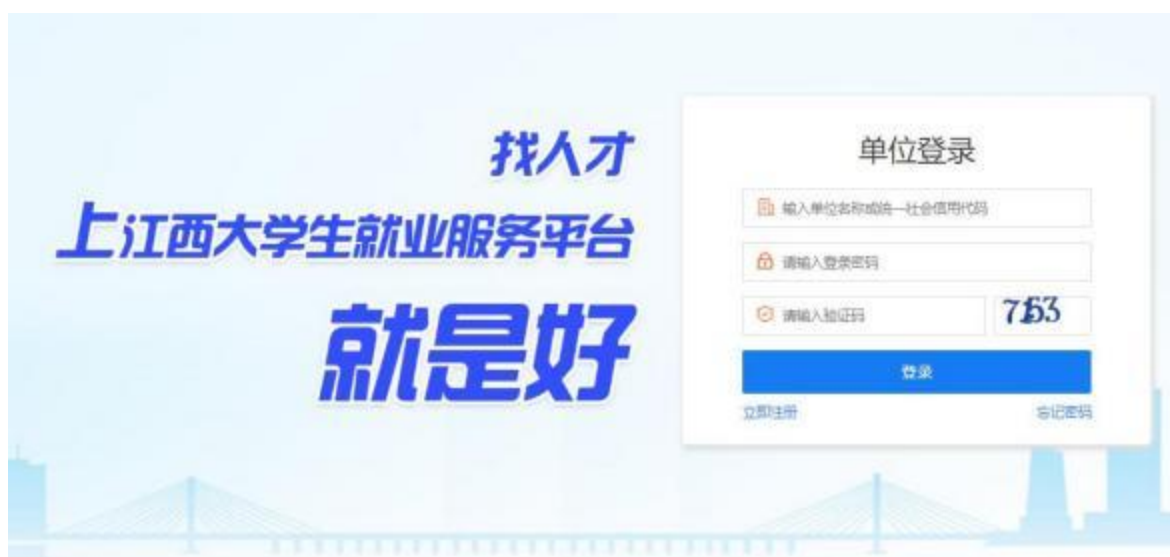 找人才
上江西大学生就业服务平台
就是好
单位登录
输入单位名称或统一社会信用代码
请输入登录密码
请输入验证码
7153
登录
立即注册
忘记密码